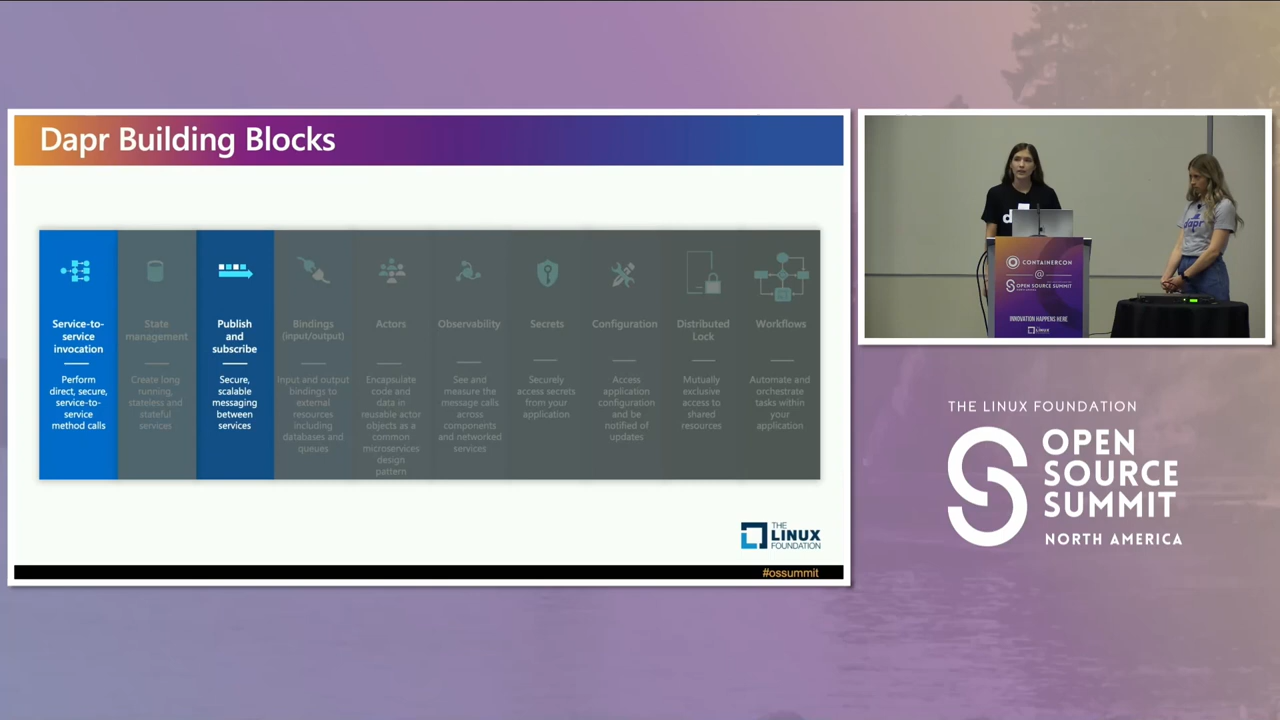 Dapr Building Blocks
Service-to-
service
invocation
Perform
direct, secure,
service-to-
service
method calls
State
management
Create long
running,
stateless and
stateful
services
Publish
and
subscribe
Secure,
scalable
messaging
between
services
Bindings
(input/output)
Input and output
bindings to
external
resources
including
databases and
queues
Actors
Encapsulate
code and
data in
reusable actor
objects as a
common
microservices
design
pattern
Observability
See and
measure the
message calls
across
components
and networked
services
Secrets
Securely
access secrets
from your
application
Configuration
Access
application
configuration
and be
notified of
updates
Distributed
Lock
Mutually
exclusive
access to
shared
resources
Workflows
Automate and
orchestrate
tasks within
your
application
THE
LINUX
FOUNDATION
#ossummit
d
dapr
CONTAINERCON
@
OPEN SOURCE SUMMIT
INNOVATION HAPPENS HERE
LINUX
THE LINUX FOUNDATION
OPEN
SOURCE
SUMMIT
NORTH AMERICA